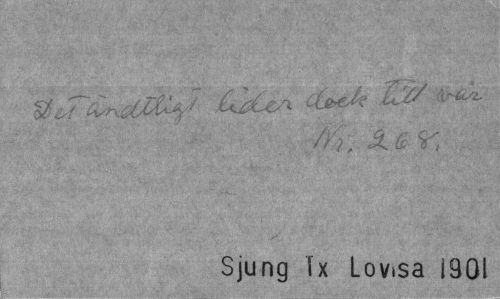 Det ändtligt lider dock till vår
Nr. 268.
Sjung Tx Lovisa 1901